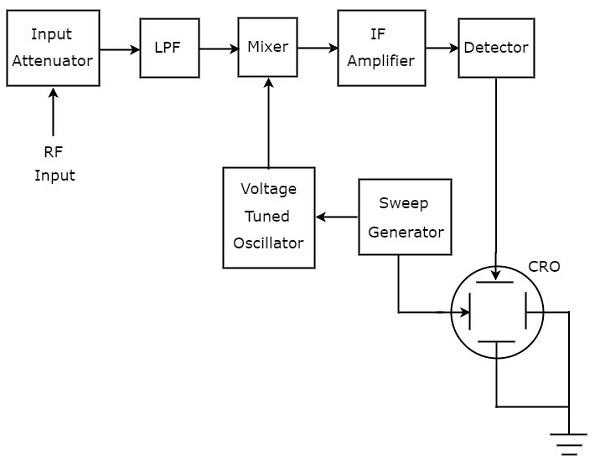 Input
Attenuator
LPF
Mixer
IF
Amplifier
Detector
RF
Input
Voltage
Tuned
Oscillator
Sweep
Generator
CRO